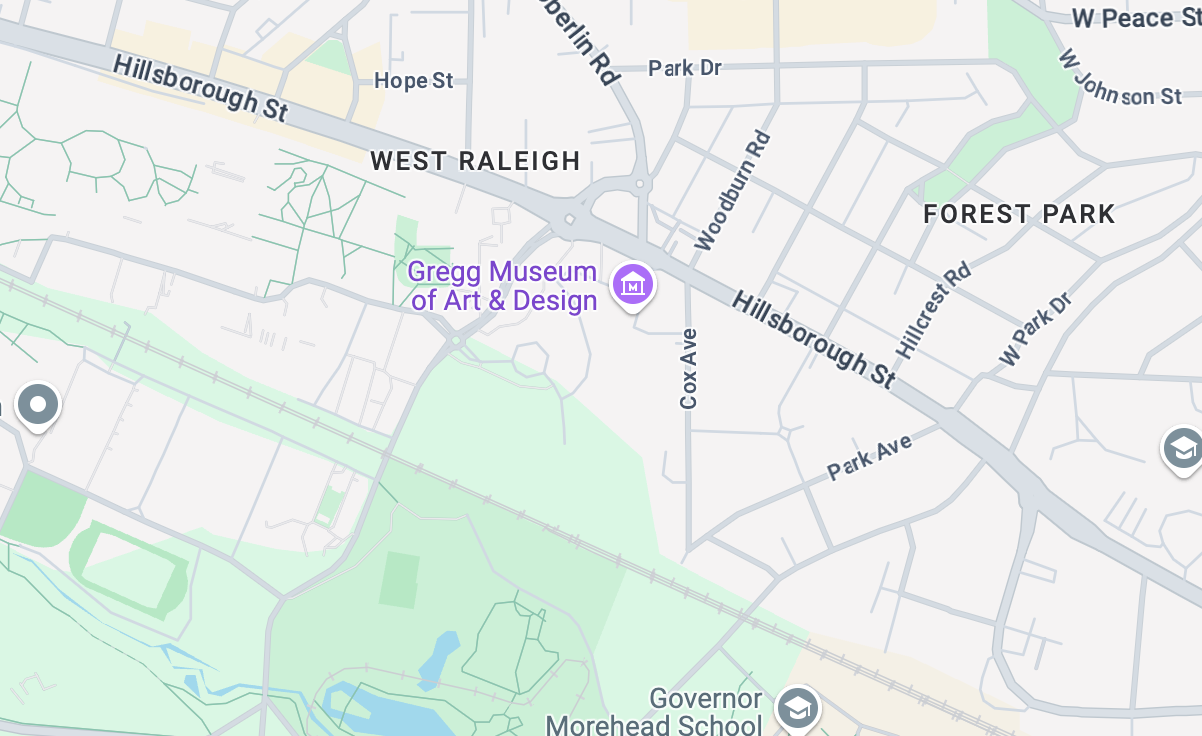 W Peace St
Oberlin Rd
Park Dr
W Johnson St
Hillsborough St
Hope St
WEST RALEIGH
Woodburn Rd
FOREST PARK
Gregg Museum
of Art & Design
Hillsborough St
Hillcrest Rd
W Park Dr
Cox Ave
Park Ave
Governor
Morehead School